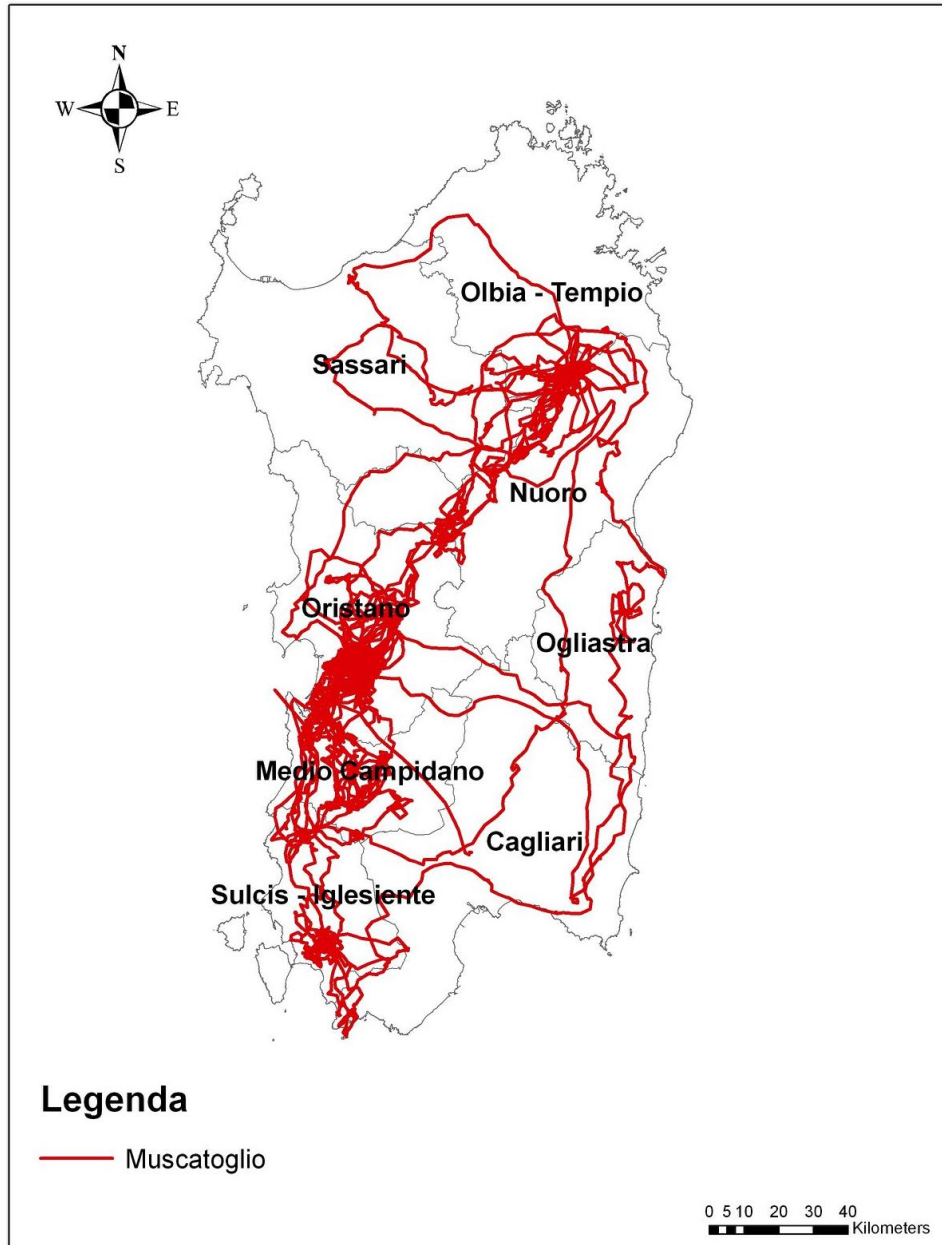 N
W E
S
Olbia - Tempio
Sassari
Nuoro
Oristano
Ogliastra
Medio Campidano
Cagliari
Sulcis - Iglesiente
Legenda
Muscatoglio
0 5 10 20 30 40
Kilometers